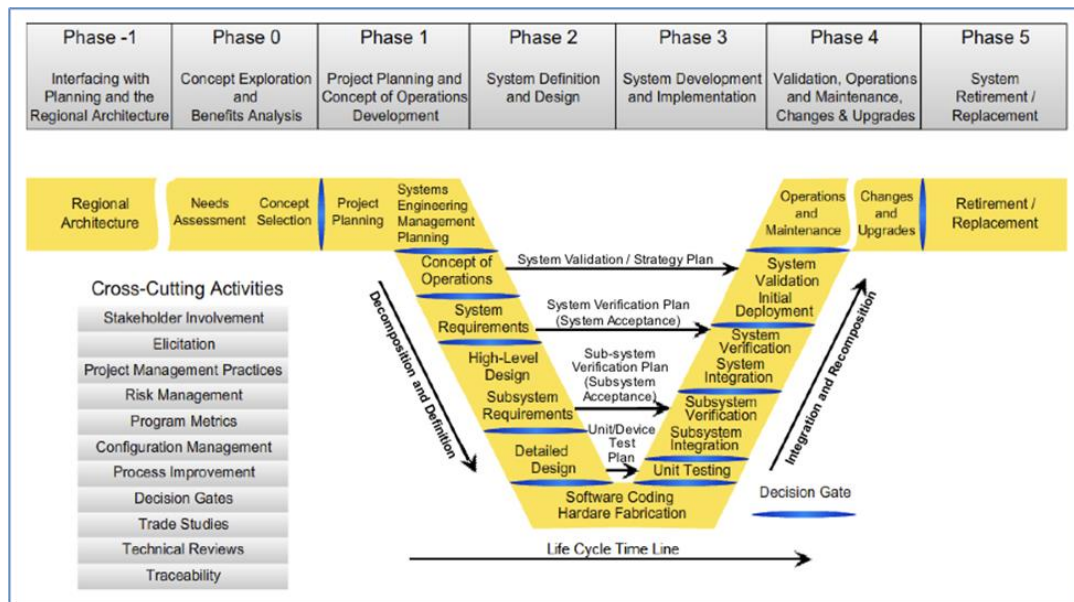 Phase -1
Interfacing with
Planning and the
Regional Architecture
Phase 0
Concept Exploration
and
Benefits Analysis
Phase 1
Project Planning and
Concept of Operations
Development
Phase 2
System Definition
and Design
Phase 3
System Development
and Implementation
Phase 4
Validation, Operations
and Maintenance,
Changes & Upgrades
Phase 5
System
Retirement /
Replacement
Regional
Architecture
Needs
Assessment
Concept
Selection
Project
Planning
Systems
Engineering
Management
Planning
Operations
and
Maintenance
Changes
and
Upgrades
Retirement /
Replacement
Concept of
Operations
System Validation / Strategy Plan
System
Validation
Initial
Deployment
System
Requirements
System Verification Plan
(System Acceptance)
System
Verification
System
Integration
High-Level
Design
Subsystem
Requirements
Sub-system
Verification Plan
(Subsystem
Acceptance)
Subsystem
Verification
Subsystem
Integration
Detailed
Design
Unit/Device
Test
Plan
Unit Testing
Software Coding
Hardare Fabrication
Decomposition and Definition
Integration and Recomposition
Decision Gate
Life Cycle Time Line
Cross-Cutting Activities
Stakeholder Involvement
Elicitation
Project Management Practices
Risk Management
Program Metrics
Configuration Management
Process Improvement
Decision Gates
Trade Studies
Technical Reviews
Traceability